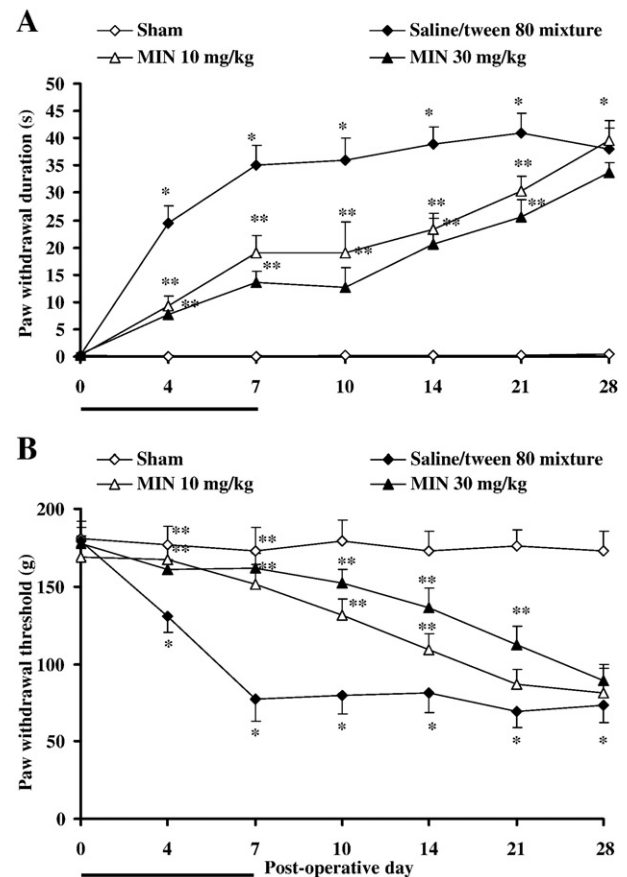 A
Sham
Saline/tween 80 mixture
MIN 10 mg/kg
MIN 30 mg/kg
Paw withdrawal duration (s)
50
45
40
35
30
25
20
15
10
5
0
* * * * * *
** ** ** ** **
** ** ** ** **
0 4 7 10 14 21 28
B
Sham
Saline/tween 80 mixture
MIN 10 mg/kg
MIN 30 mg/kg
Paw withdrawal threshold (g)
200
150
100
50
0
** ** ** ** **
** ** ** **
* * * * * *
0 4 7 10 14 21 28
Post-operative day